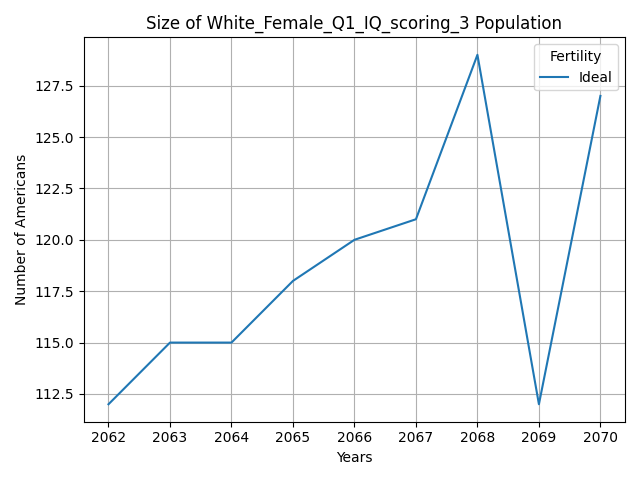 Size of White_Female_Q1_IQ_scoring_3 Population
Fertility
Ideal
Number of Americans
127.5
125.0
122.5
120.0
117.5
115.0
112.5
2062 2063 2064 2065 2066 2067 2068 2069 2070
Years